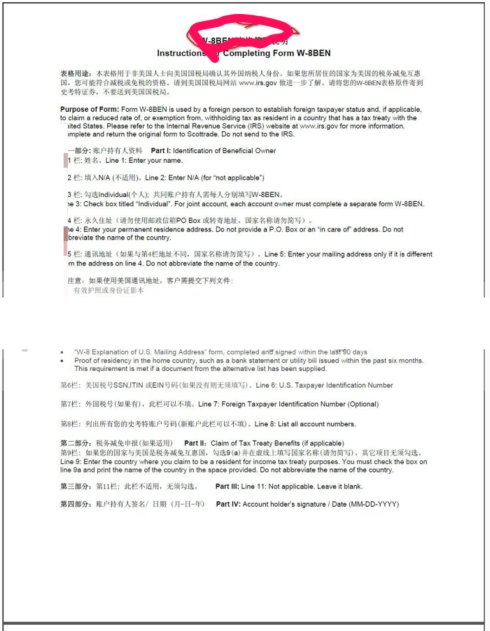 W-8BEN
Instructions Completing Form W-8BEN
表格用途：本表格用于非美国人士向美国国税局确认其外国纳税人身份。如果您所居住的国家为美国的税务减免互惠
国，您可能符合减税或免税的资格。请到美国国税局网站 www.irs.gov 做进一步了解。请将您的W-8BEN表格原件寄到
史考特证券，不要送到美国国税局。
Purpose of Form: Form W-8BEN is used by a foreign person to establish foreign taxpayer status and, if applicable,
to claim a reduced rate of, or exemption from, withholding tax as resident in a country that has a tax treaty with the
nited States. Please refer to the Internal Revenue Service (IRS) website at www.irs.gov for more information.
mplete and return the original form to Scottrade. Do not send to the IRS.
一部分: 账户持有人资料 Part I: Identification of Beneficial Owner
1 栏: 姓名。Line 1: Enter your name.
2 栏: 填入N/A (不适用)。Line 2: Enter N/A (for "not applicable")
3 栏: 勾选Individual(个人); 共同账户持有人需每人分别填写W-8BEN。
ne 3: Check box titled "Individual". For joint account, each account owner must complete a separate form W-8BEN.
4 栏: 永久住址（请勿使用邮政信箱PO Box 或转寄地址。国家名称请勿简写）。
ne 4: Enter your permanent residence address. Do not provide a P.O. Box or an "in care of" address. Do not
breviate the name of the country.
5 栏: 通讯地址（如果与第4栏地址不同，国家名称请勿简写）。Line 5: Enter your mailing address only if it is different
m the address on line 4. Do not abbreviate the name of the country.
注意，如果使用美国通讯地址，客户需提交下列文件:
有效护照或身份证影本
• "W-8 Explanation of U.S. Mailing Address" form, completed and signed within the last 90 days
• Proof of residency in the home country, such as a bank statement or utility bill issued within the past six months.
This requirement is met if a document from the alternative list has been supplied.
第6栏: 美国税号SSN,ITIN 或EIN号码(如果没有则无须填写)。Line 6: U.S. Taxpayer Identification Number
第7栏: 外国税号(如果有)。此栏可以不填。Line 7: Foreign Taxpayer Identification Number (Optional)
第8栏: 列出所有您的史考特账户号码(新账户此栏可以不填)。Line 8: List all account numbers.
第二部分: 税务减免申报(如果适用) Part II: Claim of Tax Treaty Benefits (if applicable)
第9栏: 如果您的国家与美国是税务减免互惠国，勾选9(a)并在虚线上填写国家名称(请勿简写)。其它项目无须勾选。
Line 9: Enter the country where you claim to be a resident for income tax treaty purposes. You must check the box on
line 9a and print the name of the country in the space provided. Do not abbreviate the name of the country.
第三部分: 第11栏: 此栏不适用，无须勾选。 Part III: Line 11: Not applicable. Leave it blank.
第四部分: 账户持有人签名/ 日期（月-日-年） Part IV: Account holder's signature / Date (MM-DD-YYYY)